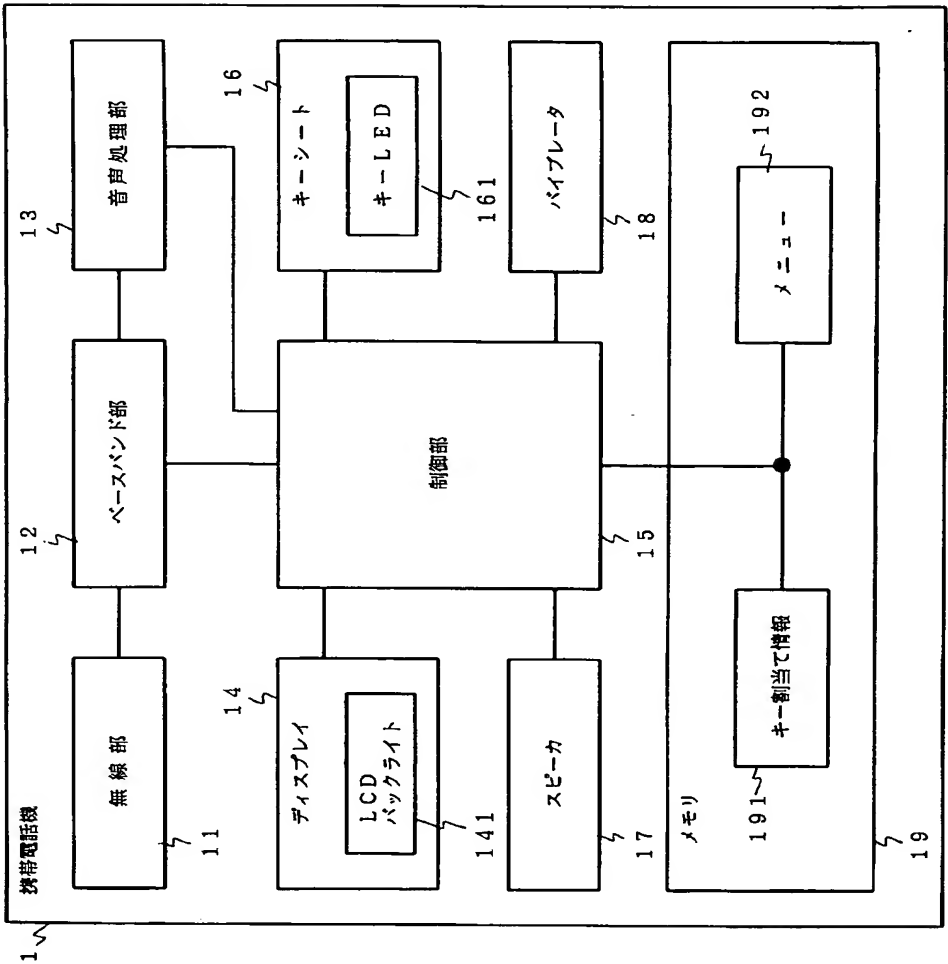 1
携帯電話機
無線部
11
ベースバンド部
12
音声処理部
13
ディスプレイ
14
LCD
バックライト
141
制御部
15
キーシート
16
キーLED
161
スピーカ
17
バイブレータ
18
メモリ
19
キー割当て情報
191
メニュー
192